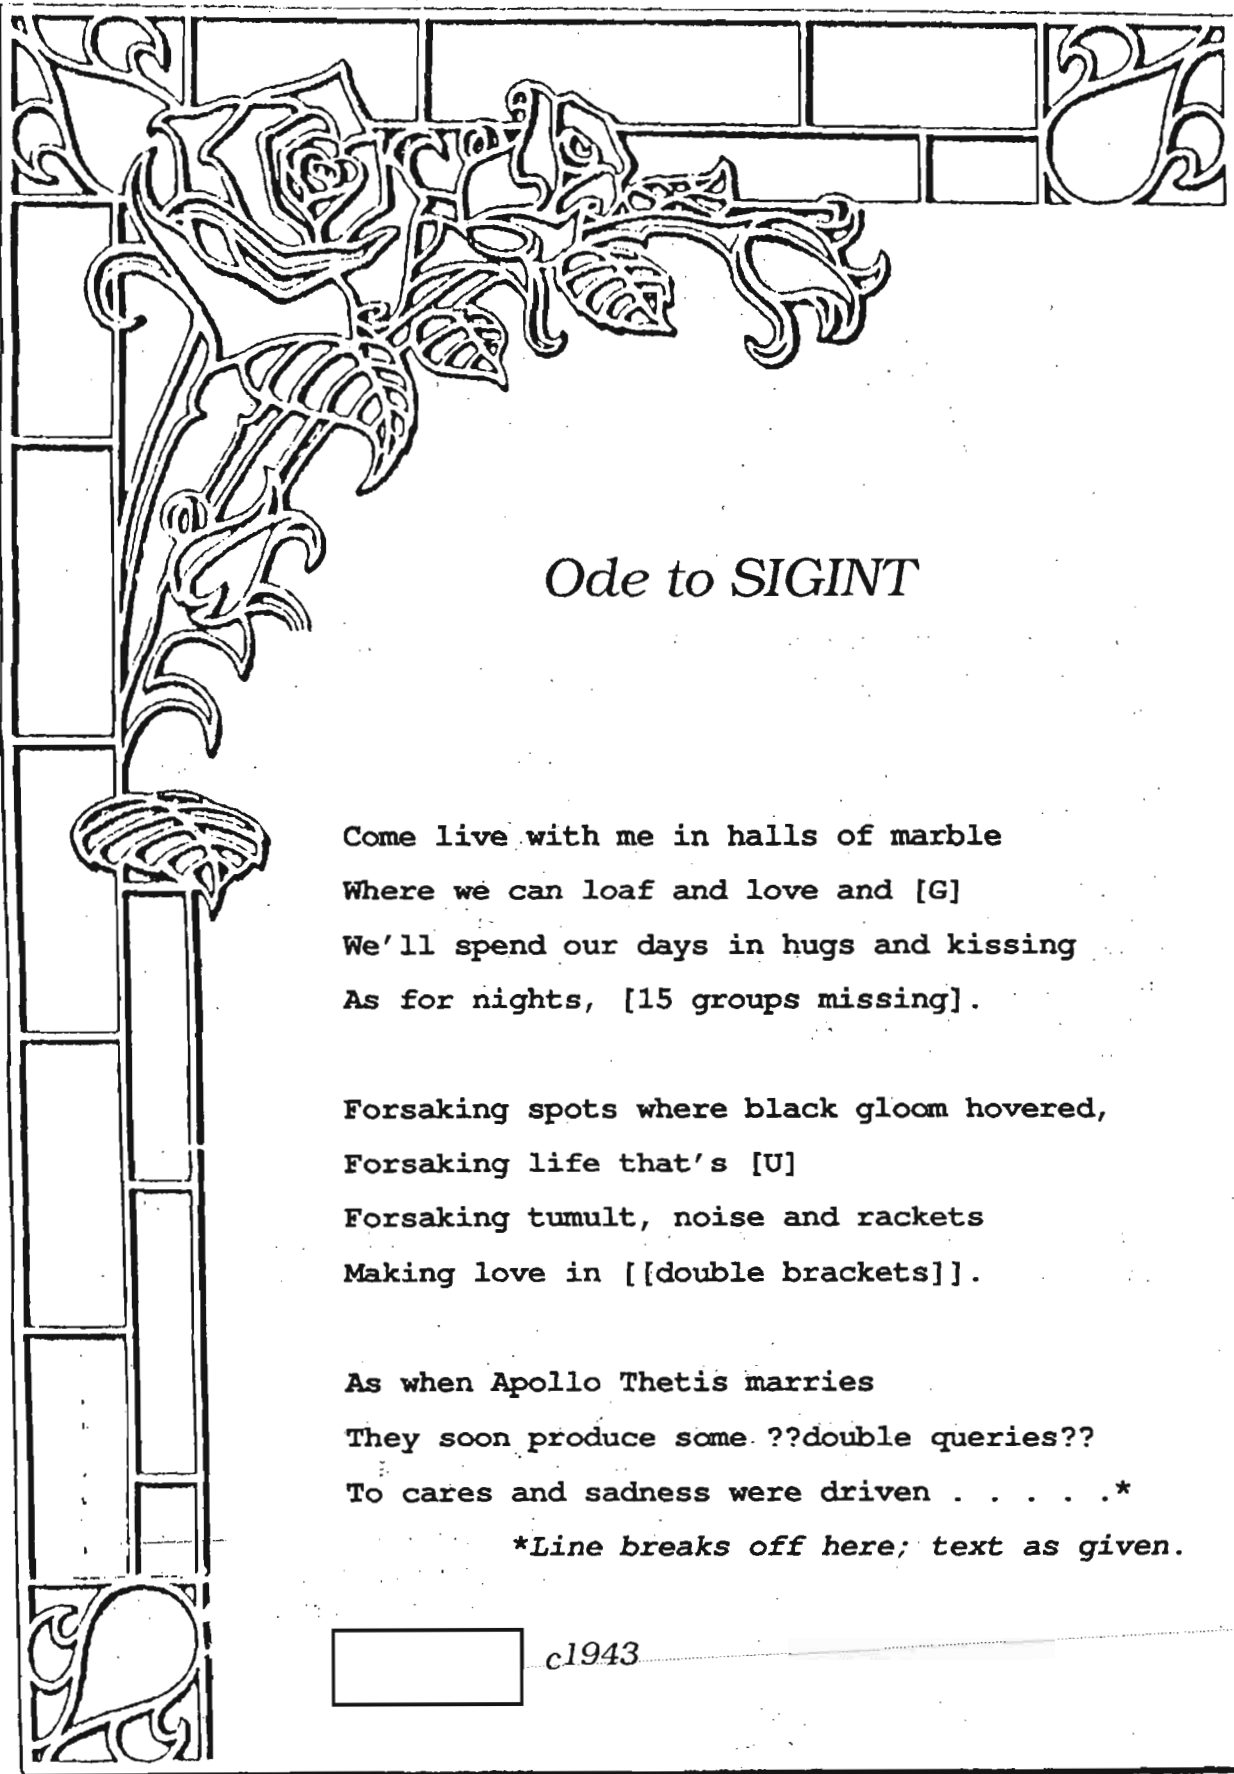 Ode to SIGINT
Come live with me in halls of marble
Where we can loaf and love and [G]
We'll spend our days in hugs and kissing
As for nights, [15 groups missing].
Forsaking spots where black gloom hovered,
Forsaking life that's [U]
Forsaking tumult, noise and rackets
Making love in [[double brackets]].
As when Apollo Thetis marries
They soon produce some ??double queries??
To cares and sadness were driven . . . . .*
*Line breaks off here; text as given.
c1943